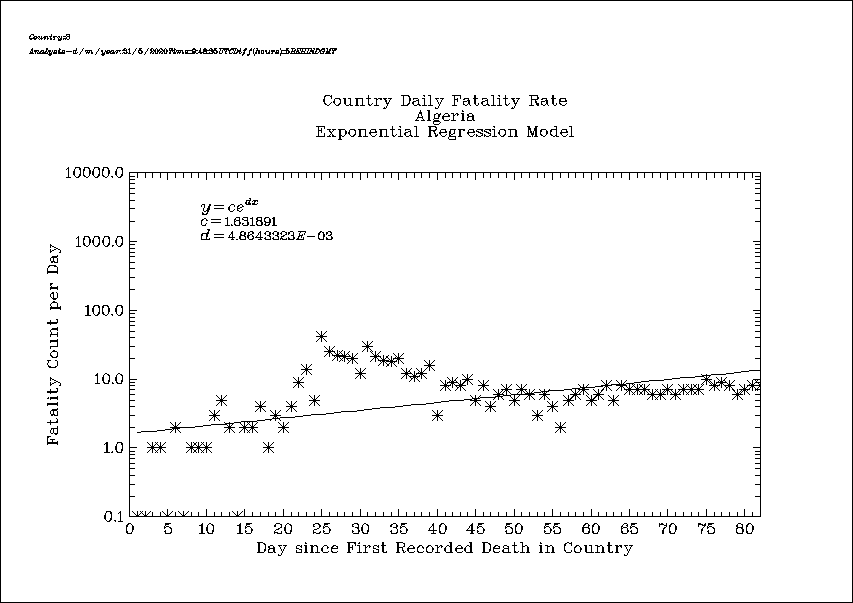 Country:3
Analysis-d/m/year:31/5/2020Time:9:48:35UTCDiff(hours):5BEHINDGMT
Country Daily Fatality Rate
Algeria
Exponential Regression Model
y=ce^dx
c=1.631891
d=4.8643323E-03
Fatality Count per Day
10000.0
1000.0
100.0
10.0
1.0
0.1
0 5 10 15 20 25 30 35 40 45 50 55 60 65 70 75 80
Day since First Recorded Death in Country